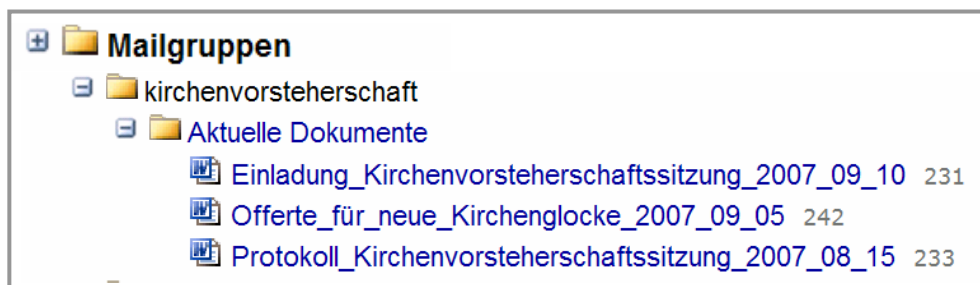 Mailgruppen
kirchenvorsteherschaft
Aktuelle Dokumente
Einladung_Kirchenvorsteherschaftssitzung_2007_09_10 231
Offerte_für_neue_Kirchenglocke_2007_09_05 242
Protokoll_Kirchenvorsteherschaftssitzung_2007_08_15 233